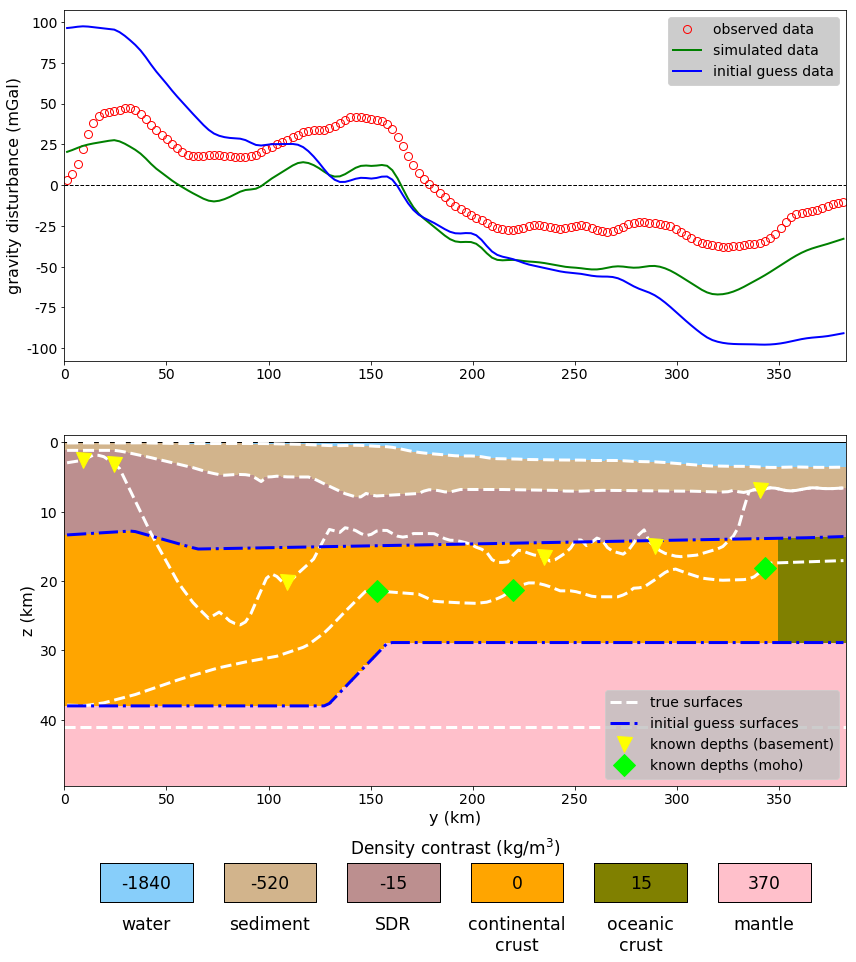 100
75
50
25
0
-25
-50
-75
-100
gravity disturbance (mGal)
observed data
simulated data
initial guess data
0 50 100 150 200 250 300 350
0
10
20
30
40
z (km)
true surfaces
initial guess surfaces
known depths (basement)
known depths (moho)
0 50 100 150 200 250 300 350
y (km)
Density contrast (kg/m³)
-1840 -520 -15 0 15 370
water sediment SDR continental oceanic mantle
crust crust